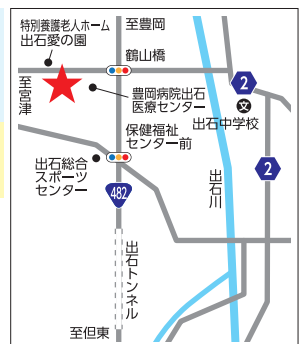 特別養護老人ホーム
出石愛の園
至豊岡
鶴山橋
至宮津
豊岡病院出石
医療センター
2
文
出石中学校
保健福祉
センター前
出石総合
スポーツ
センター
482
出石川
2
出石トンネル
至但東